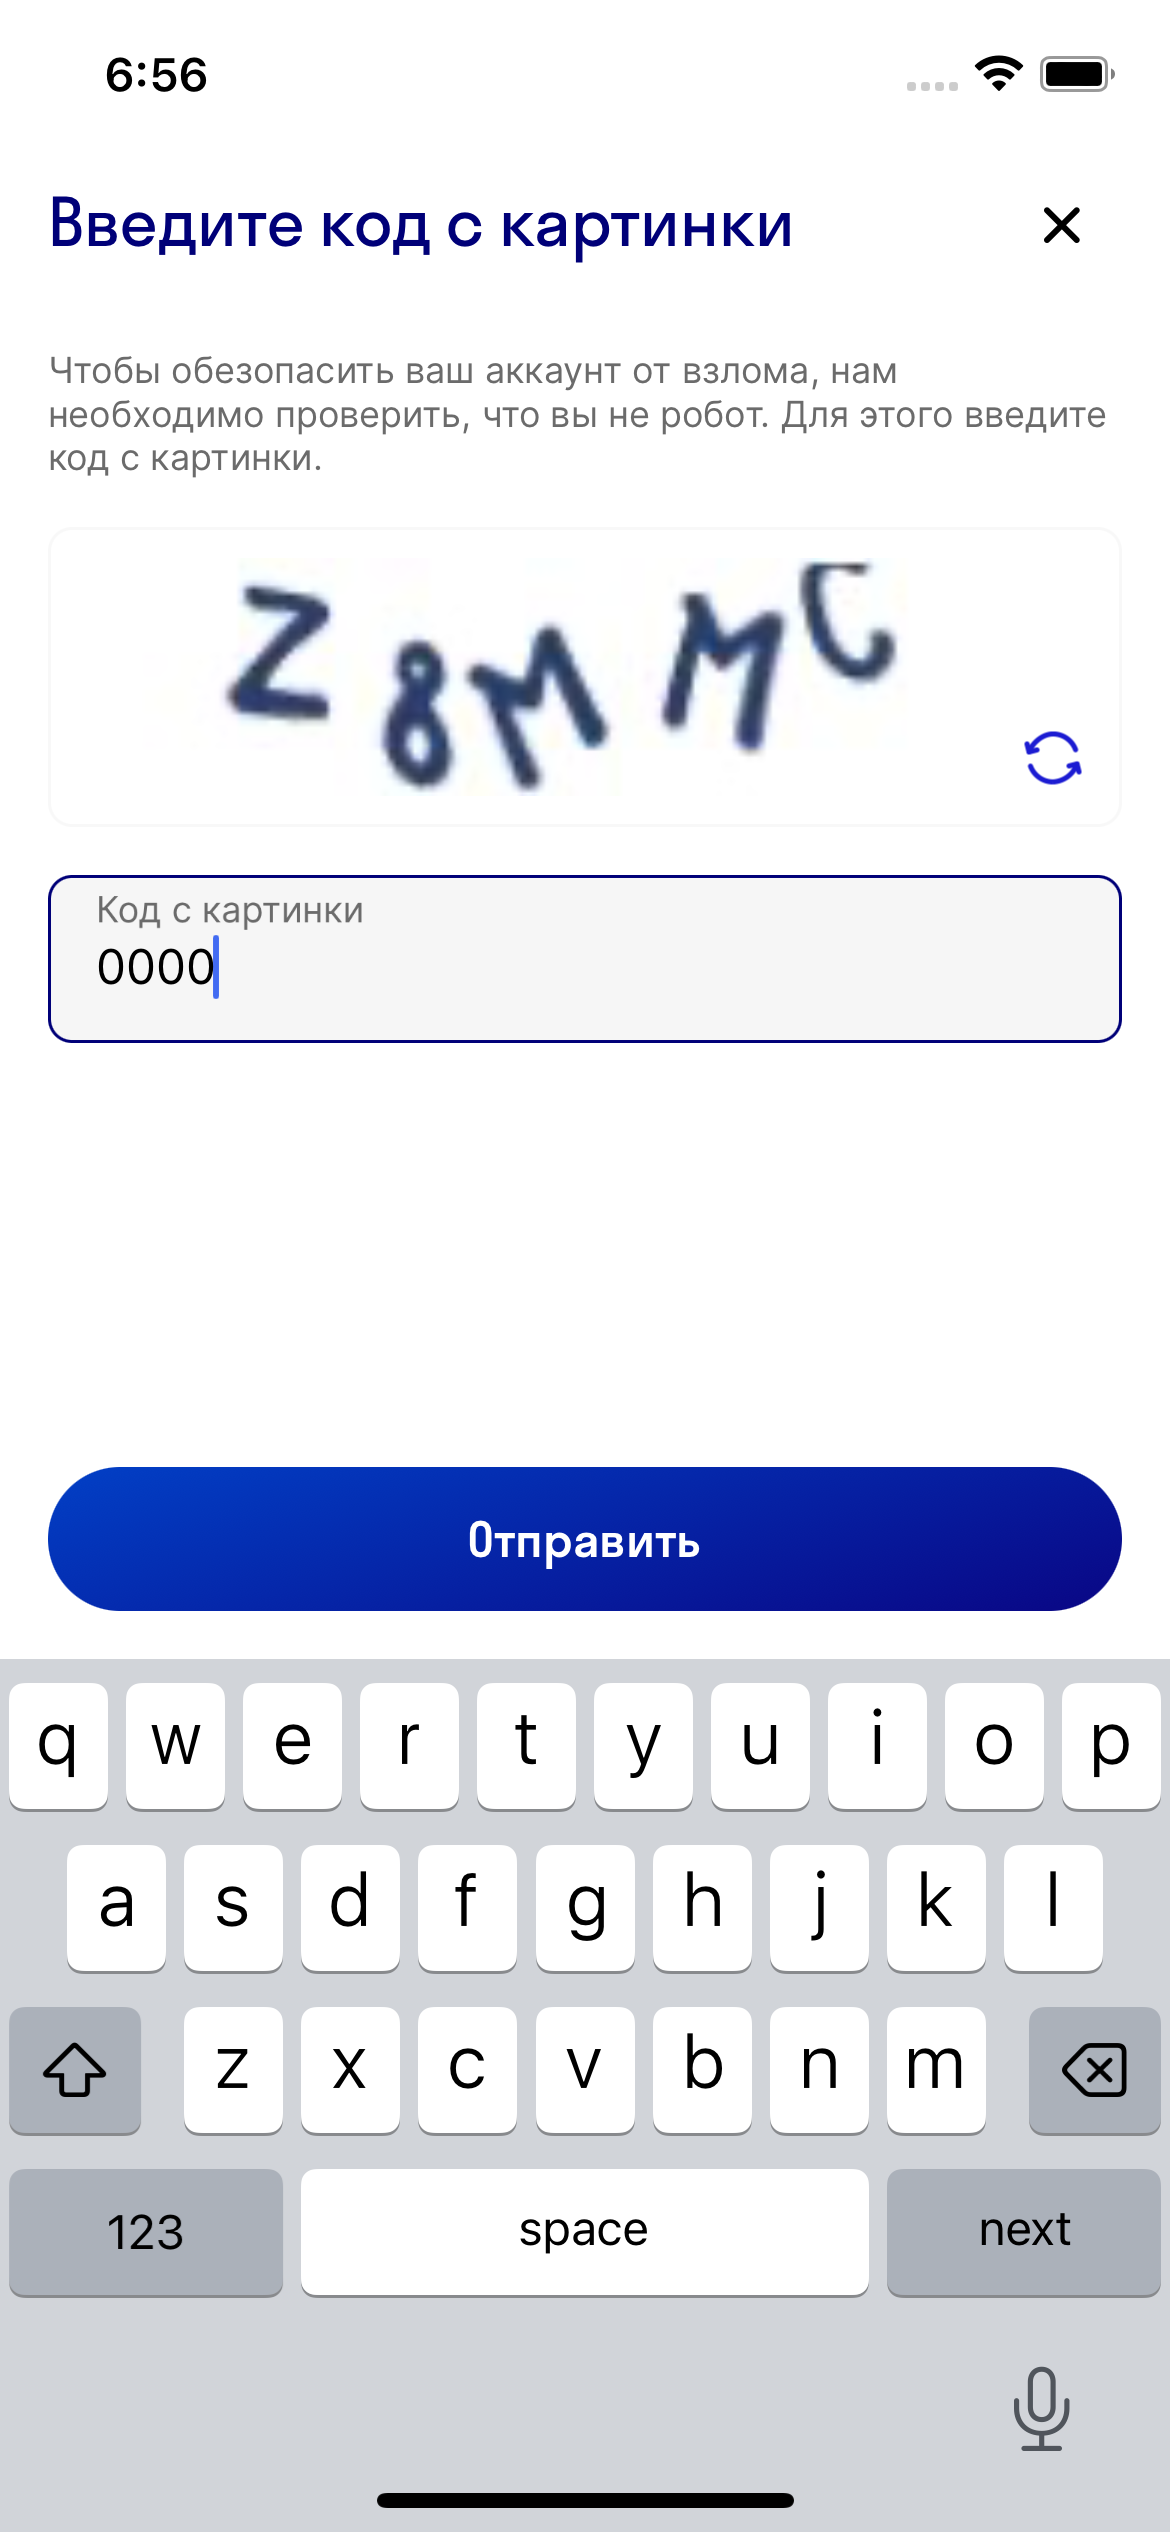 6:56
Введите код с картинки
Чтобы обезопасить ваш аккаунт от взлома, нам
необходимо проверить, что вы не робот. Для этого введите
код с картинки.
Код с картинки
0000
Отправить
q w e r t y u i o p
a s d f g h j k l
z x c v b n m
123 space next